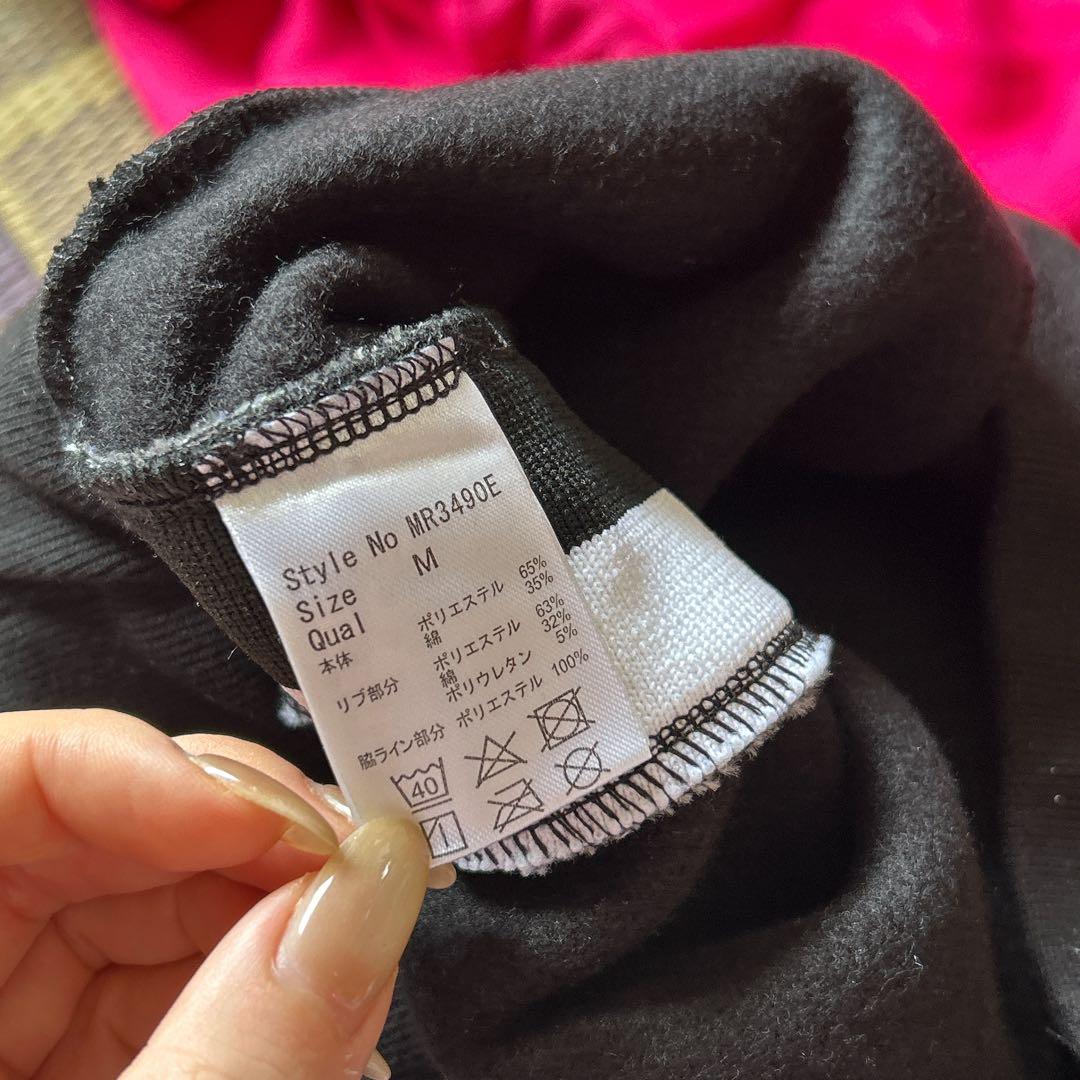 Style No MR3490E
Size M
Qual
本体 ポリエステル 65%
綿 35%
リブ部分 ポリエステル 63%
綿 32%
ポリウレタン 5%
脇ライン部分 ポリエステル 100%
40